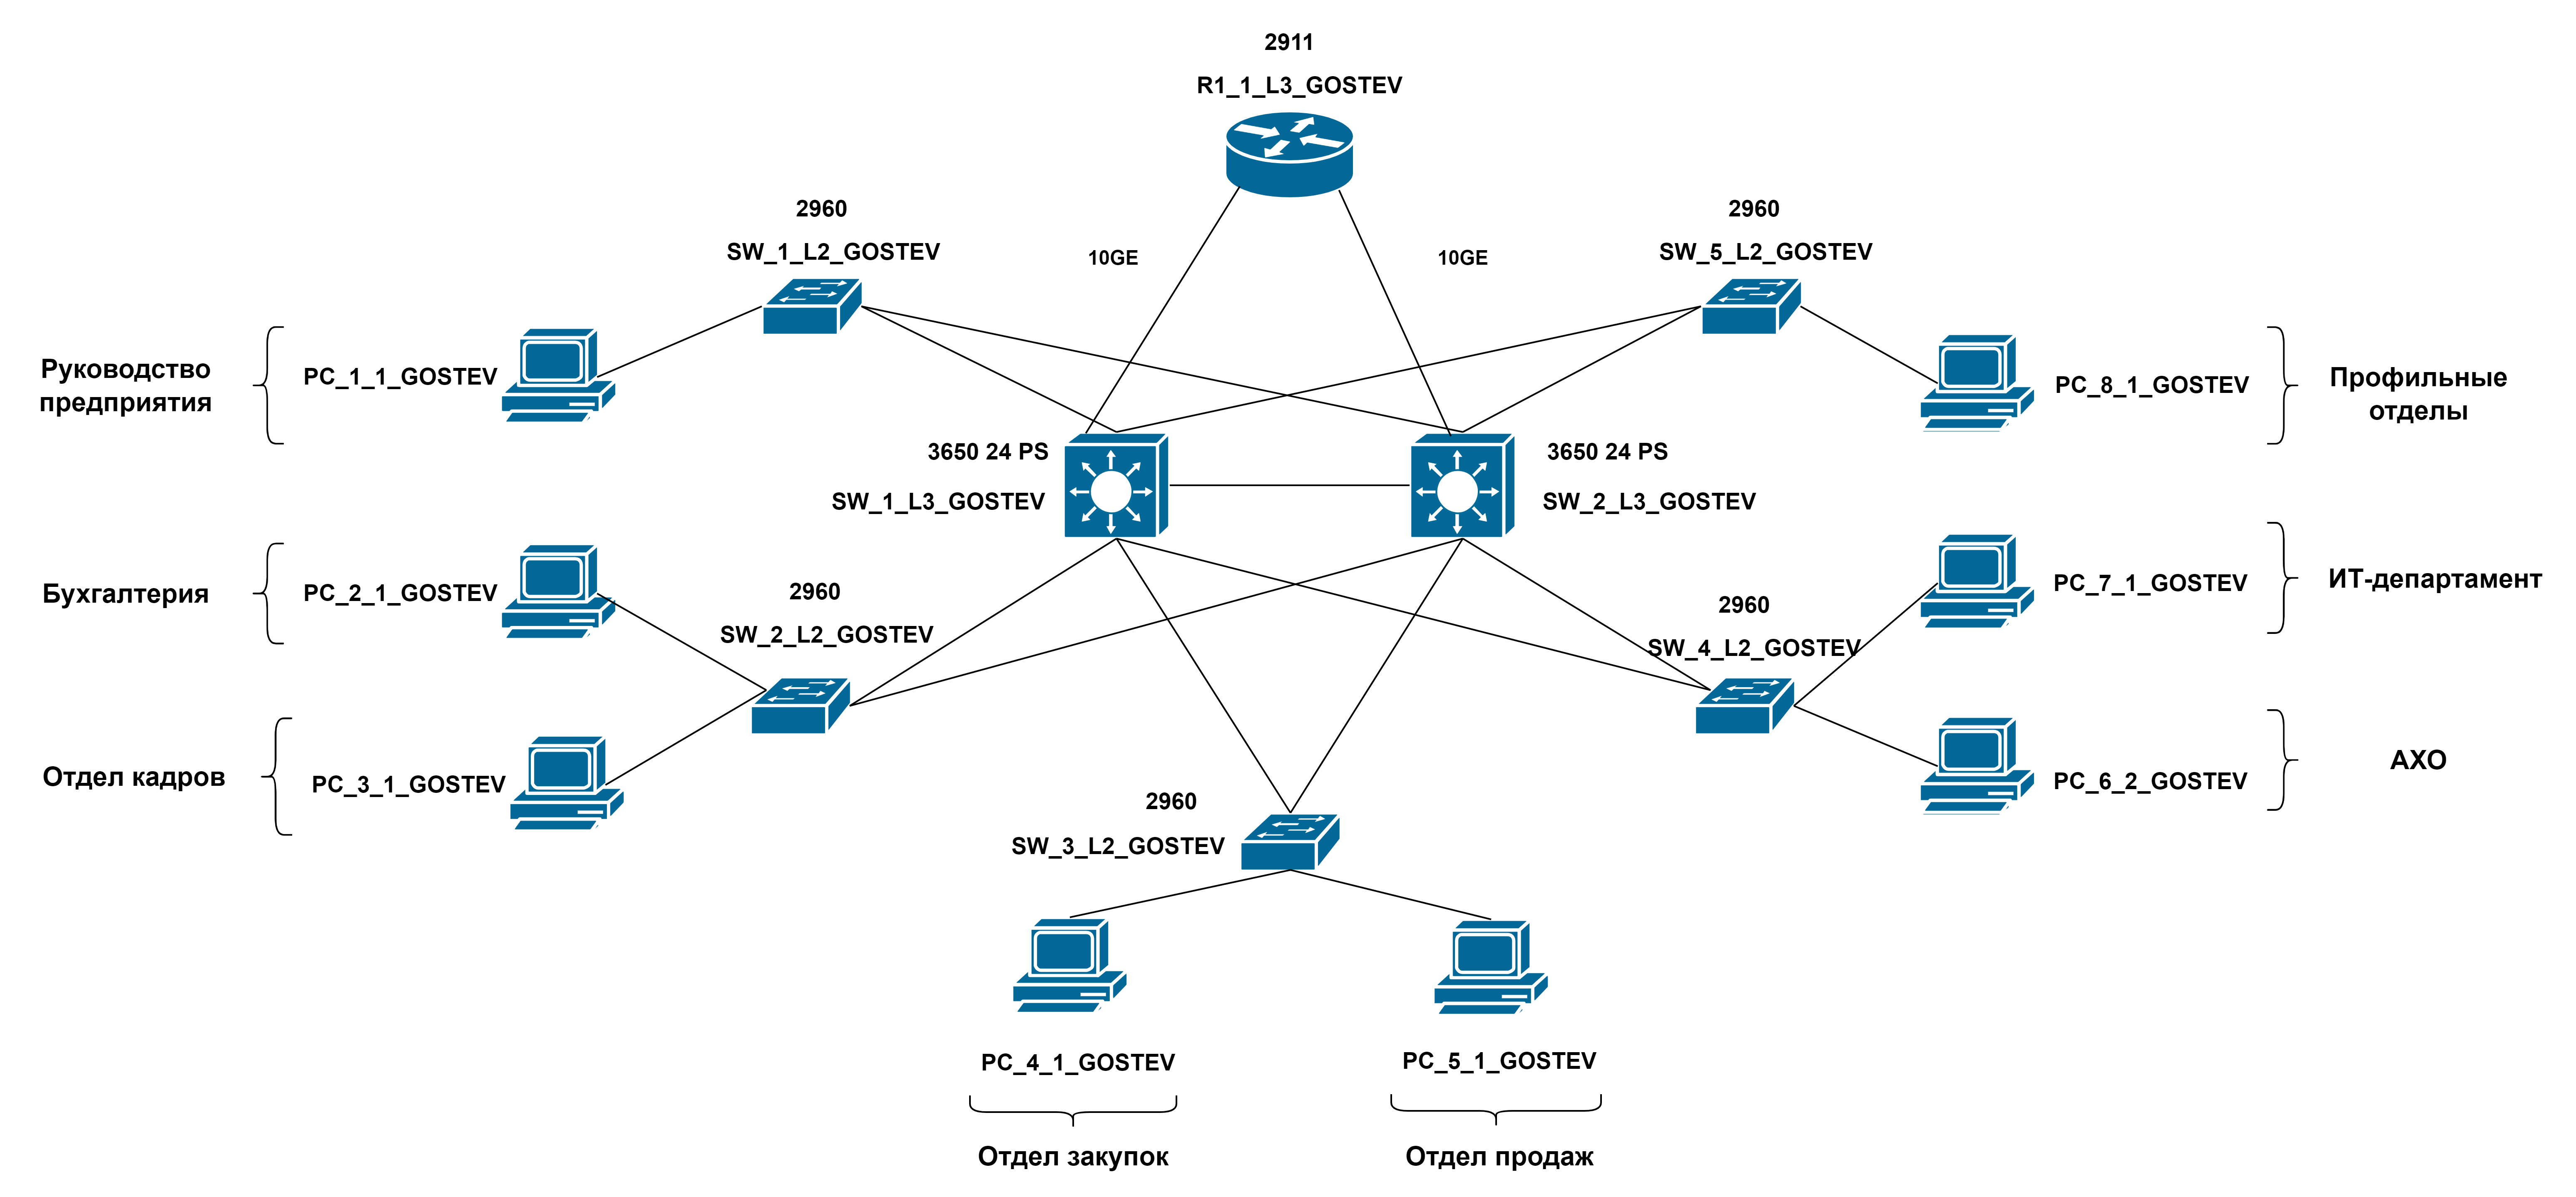 2911
R1_1_L3_GOSTEV
2960
SW_1_L2_GOSTEV
2960
SW_5_L2_GOSTEV
10GE
10GE
Руководство
предприятия
PC_1_1_GOSTEV
PC_8_1_GOSTEV
Профильные
отделы
3650 24 PS
SW_1_L3_GOSTEV
3650 24 PS
SW_2_L3_GOSTEV
Бухгалтерия
PC_2_1_GOSTEV
2960
SW_2_L2_GOSTEV
2960
SW_4_L2_GOSTEV
PC_7_1_GOSTEV
ИТ-департамент
Отдел кадров
PC_3_1_GOSTEV
PC_6_2_GOSTEV
АХО
2960
SW_3_L2_GOSTEV
PC_4_1_GOSTEV
PC_5_1_GOSTEV
Отдел закупок
Отдел продаж